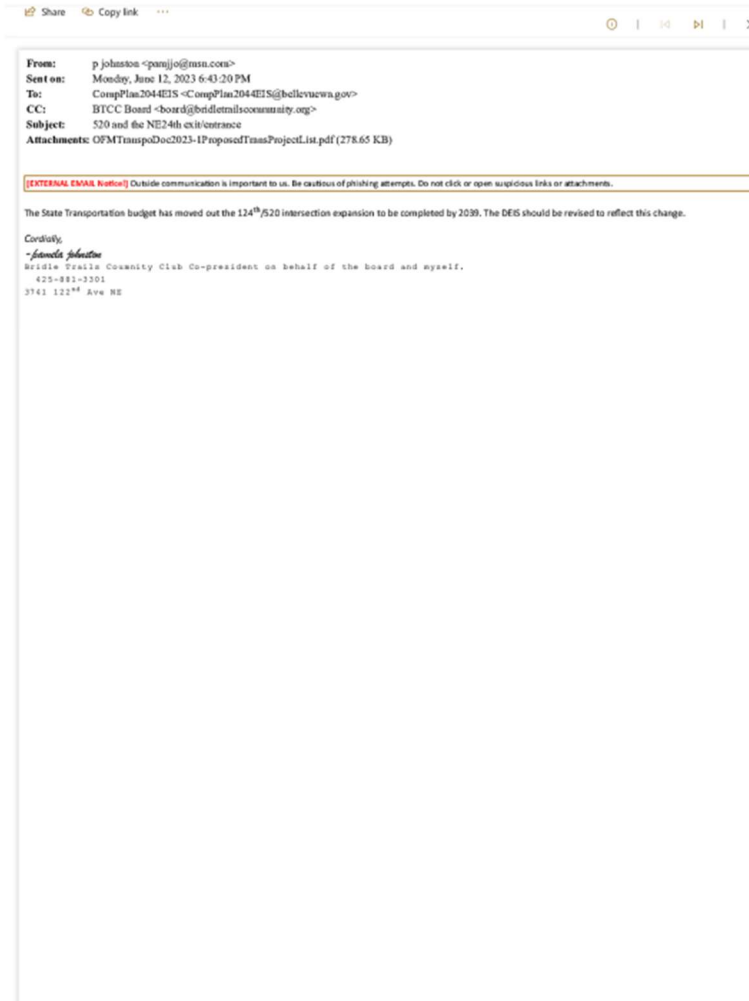 Share Copy link ...
From: p johnston <pamjjo@msn.com>
Sent on: Monday, June 12, 2023 6:43:20 PM
To: CompPlan2044EIS <CompPlan2044EIS@bellevuewa.gov>
CC: BTCC Board <board@bridletrailscommunity.org>
Subject: 520 and the NE24th exit/entrance
Attachments: OFMTranspoDoc2023-1ProposedTransProjectList.pdf (278.65 KB)
[EXTERNAL EMAIL Notice!] Outside communication is important to us. Be cautious of phishing attempts. Do not click or open suspicious links or attachments.
The State Transportation budget has moved out the 124th/520 intersection expansion to be completed by 2039. The DEIS should be revised to reflect this change.
Cordially,
-pamela johnston
Bridle Trails Coumnity Club Co-president on behalf of the board and myself.
425-881-3301
3741 122nd Ave NE